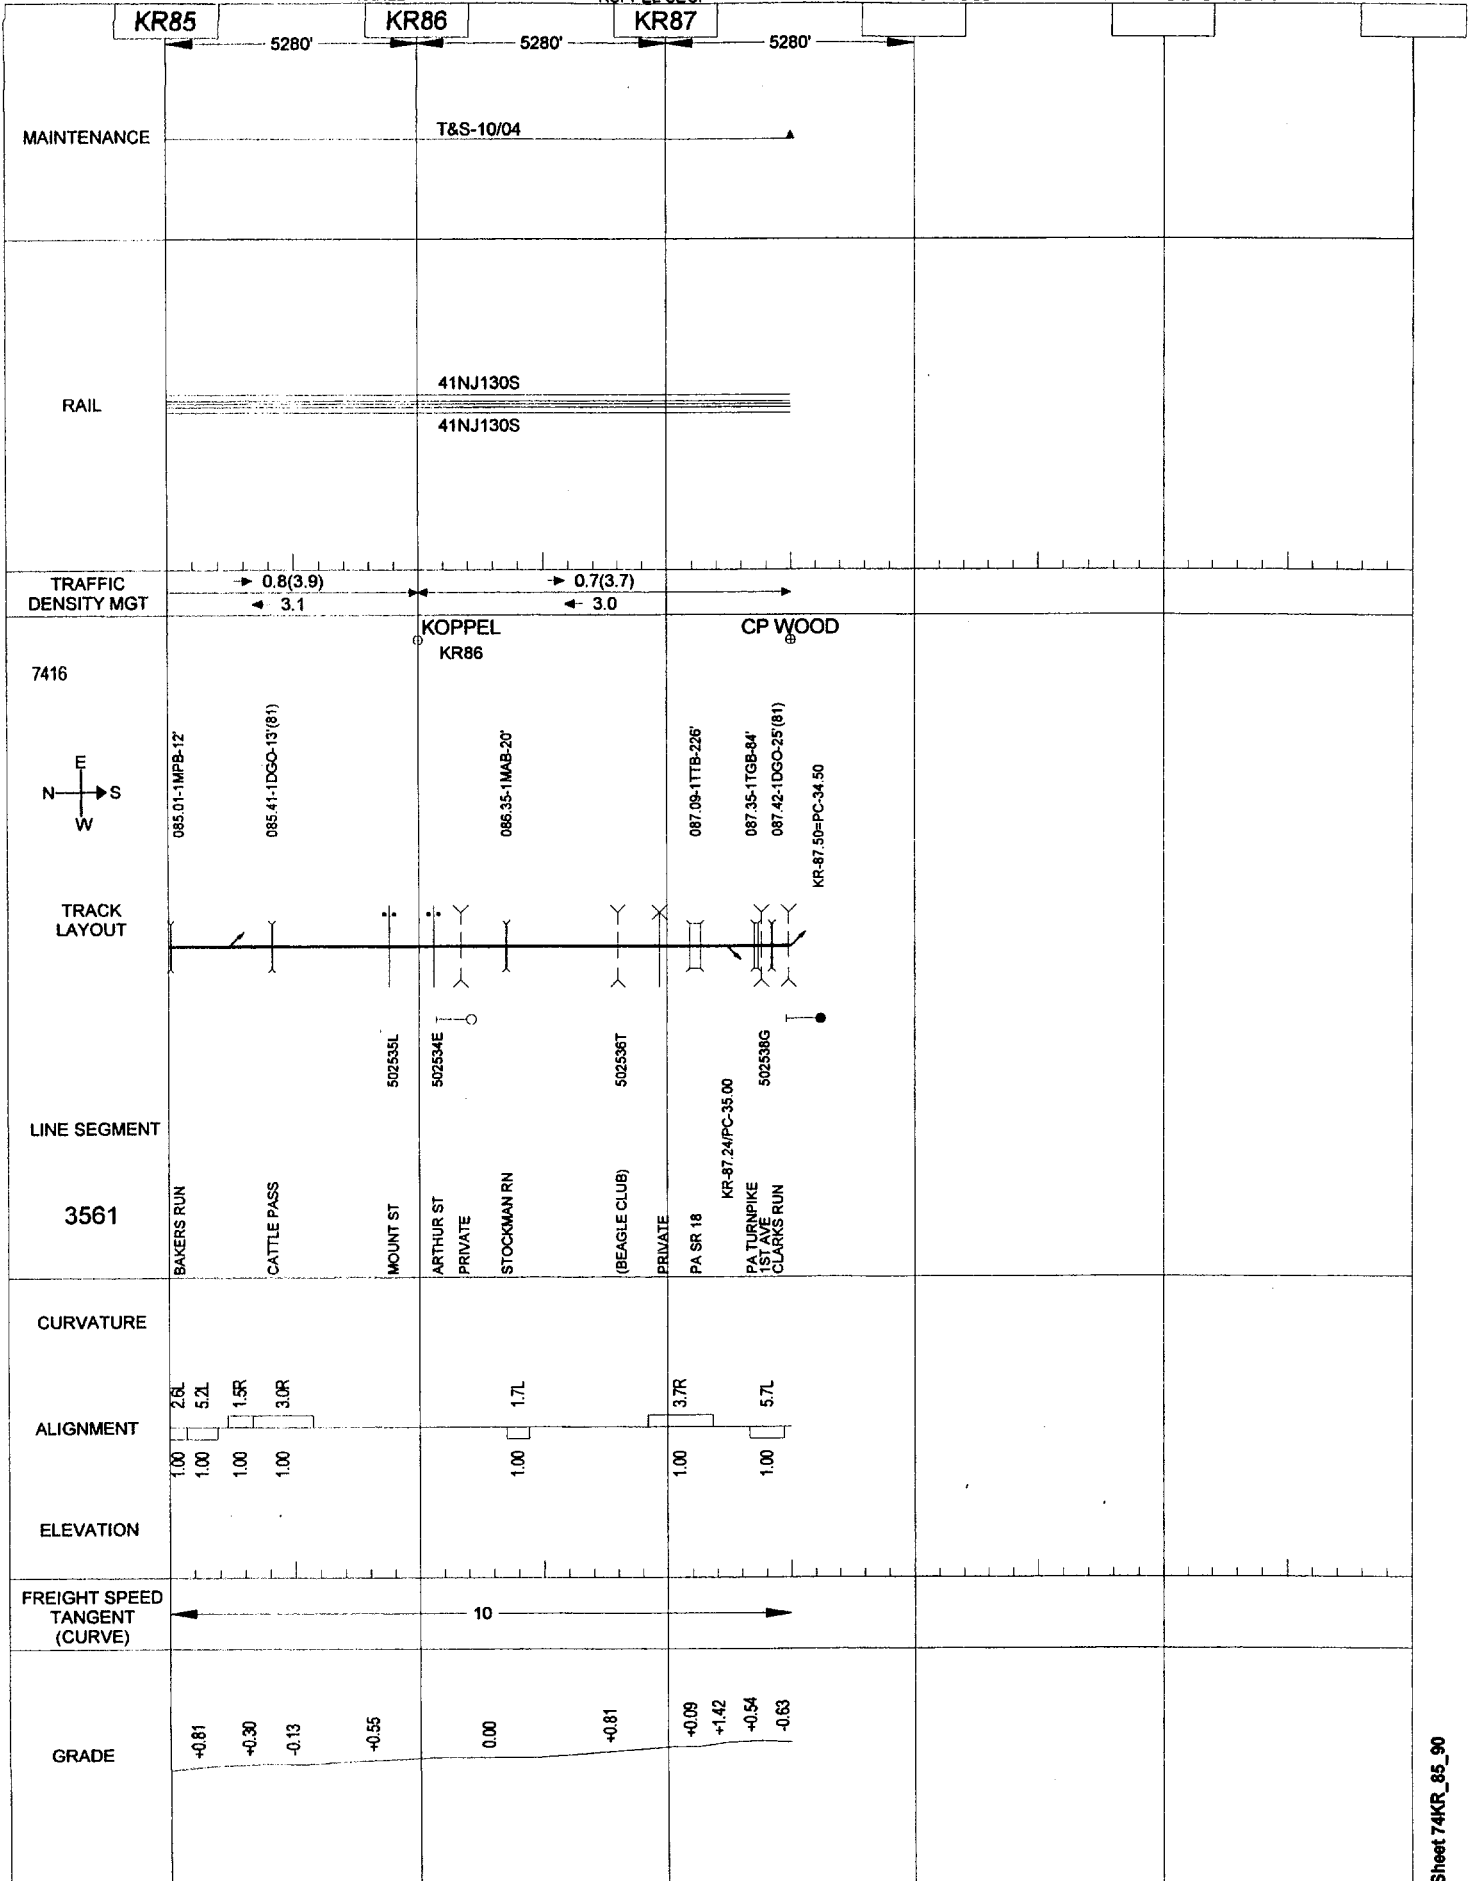 KR85 KR86 KR87
5280' 5280' 5280'
MAINTENANCE
T&S-10/04
RAIL
41NJ130S
41NJ130S
TRAFFIC
DENSITY MGT
0.8(3.9)
3.1
0.7(3.7)
3.0
KOPPEL
KR86
CP WOOD
7416
E
N S
W
085.01-1MPB-12'
085.41-1DGO-13'(81)
086.35-1MAB-20'
087.09-1TTB-226'
087.35-1TGB-84'
087.42-1DGO-25'(81)
KR-87.50=PC-34.50
TRACK
LAYOUT
502535L
502534E
502536T
502538G
KR-87.24/PC-35.00
LINE SEGMENT
3561
BAKERS RUN
CATTLE PASS
MOUNT ST
ARTHUR ST
PRIVATE
STOCKMAN RN
(BEAGLE CLUB)
PRIVATE
PA SR 18
PA TURNPIKE
1ST AVE
CLARKS RUN
CURVATURE
2.6L
5.2L
1.5R
3.0R
1.7L
3.7R
5.7L
ALIGNMENT
1.00
1.00
1.00
1.00
1.00
1.00
1.00
ELEVATION
FREIGHT SPEED
TANGENT
(CURVE)
10
GRADE
+0.81
+0.30
-0.13
+0.55
0.00
+0.81
+0.09
+1.42
+0.54
-0.63
Sheet 74KR_85_90